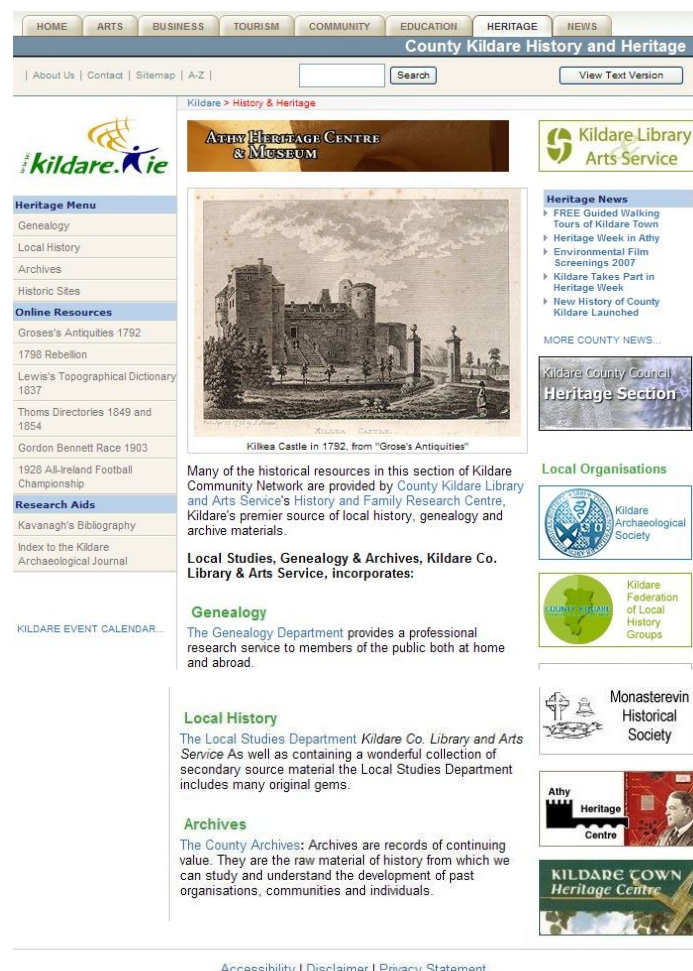 HOME ARTS BUSINESS TOURISM COMMUNITY EDUCATION HERITAGE NEWS
County Kildare History and Heritage
| About Us | Contact | Sitemap | A-Z |
Search
View Text Version
Kildare > History & Heritage
www.
kildare.ie
Heritage Menu
Genealogy
Local History
Archives
Historic Sites
Online Resources
Groses's Antiquities 1792
1798 Rebellion
Lewis's Topographical Dictionary
1837
Thoms Directories 1849 and
1854
Gordon Bennett Race 1903
1928 All-Ireland Football
Championship
Research Aids
Kavanagh's Bibliography
Index to the Kildare
Archaeological Journal
KILDARE EVENT CALENDAR...
Athy Heritage Centre
& Museum
Kilkea Castle.
Kilkea Castle in 1792, from "Grose's Antiquities"
Many of the historical resources in this section of Kildare
Community Network are provided by County Kildare Library
and Arts Service's History and Family Research Centre,
Kildare's premier source of local history, genealogy and
archive materials.
Local Studies, Genealogy & Archives, Kildare Co.
Library & Arts Service, incorporates:
Genealogy
The Genealogy Department provides a professional
research service to members of the public both at home
and abroad.
Local History
The Local Studies Department Kildare Co. Library and Arts
Service As well as containing a wonderful collection of
secondary source material the Local Studies Department
includes many original gems.
Archives
The County Archives: Archives are records of continuing
value. They are the raw material of history from which we
can study and understand the development of past
organisations, communities and individuals.
Kildare Library
& Arts Service
Heritage News
FREE Guided Walking
Tours of Kildare Town
Heritage Week in Athy
Environmental Film
Screenings 2007
Kildare Takes Part in
Heritage Week
New History of County
Kildare Launched
MORE COUNTY NEWS...
Kildare County Council
Heritage Section
Local Organisations
Kildare
Archaeological
Society
COUNTY KILDARE
Kildare
Federation
of Local
History
Groups
Monasterevin
Historical
Society
Athy
Heritage
Centre
KILDARE TOWN
Heritage Centre
Accessibility | Disclaimer | Privacy Statement